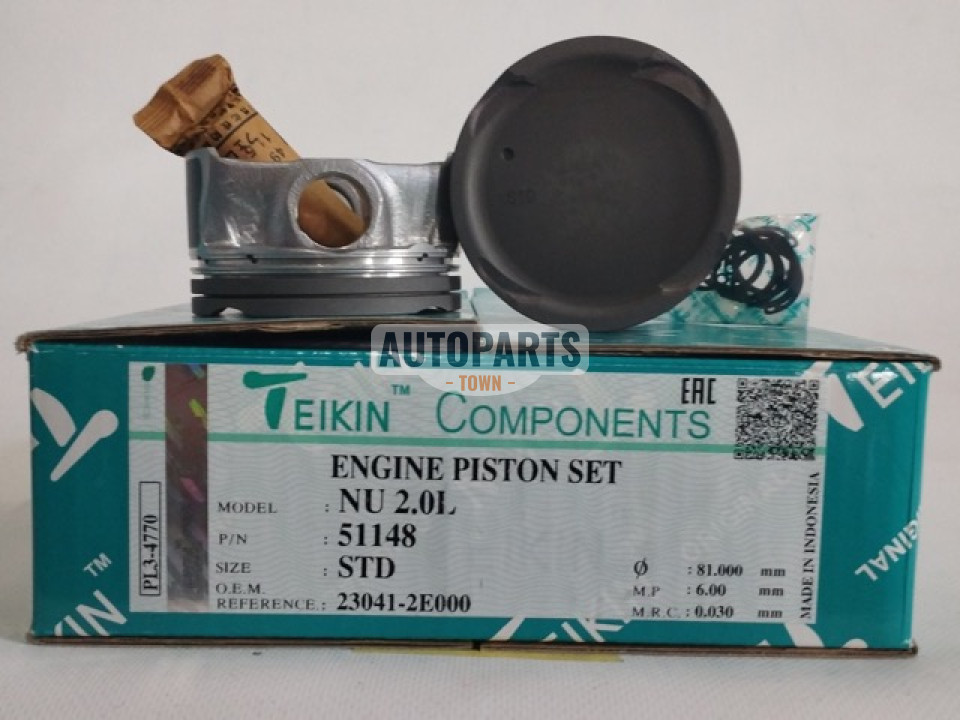 AUTOPARTS
- TOWN -
TEIKIN™ COMPONENTS
EAC
ENGINE PISTON SET
MODEL : NU 2.0L
P/N : 51148
SIZE : STD
O.E.M.
REFERENCE.: 23041-2E000
Ø : 81.000 mm
M.P : 6.00 mm
M.R.C. : 0.030 mm
PL3-4770
MADE IN INDONESIA
TM